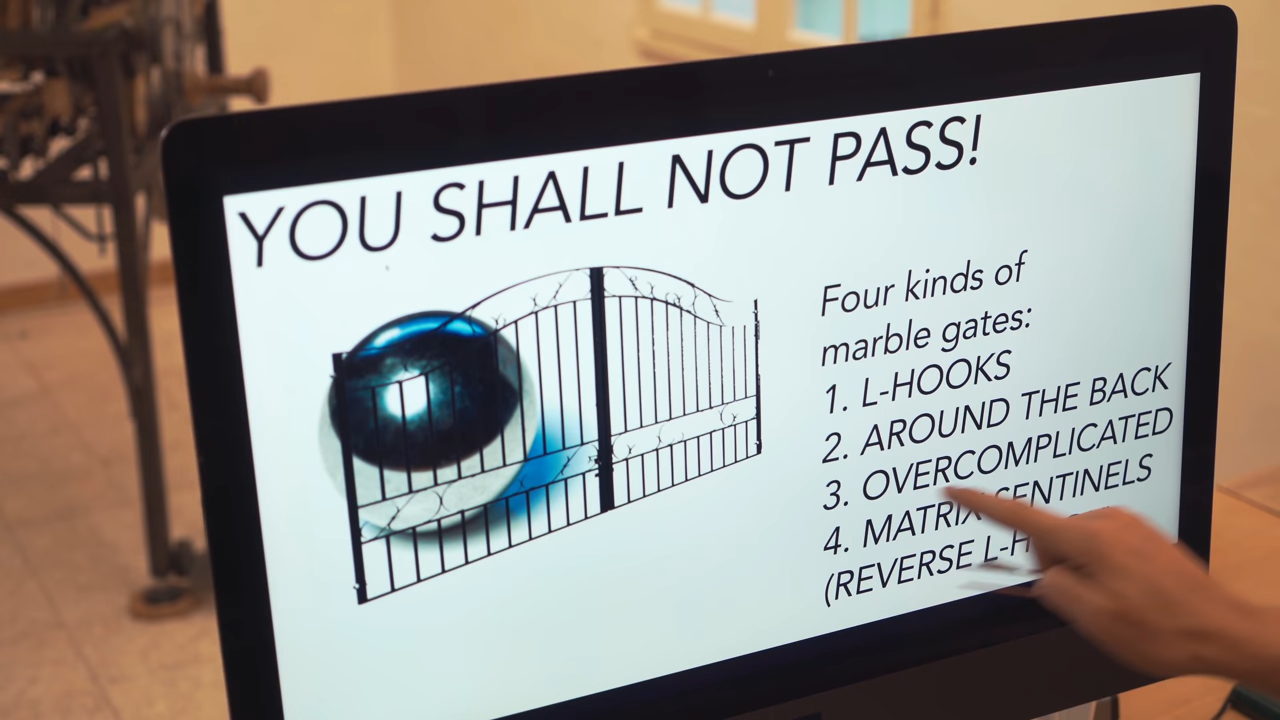 YOU SHALL NOT PASS!
Four kinds of
marble gates:
1. L-HOOKS
2. AROUND THE BACK
3. OVERCOMPLICATED
4. MATRIX SENTINELS
(REVERSE